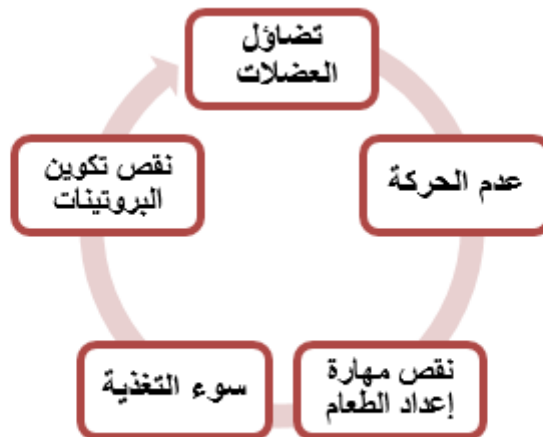 تضاؤل
العضلات
عدم الحركة
نقص مهارة
إعداد الطعام
سوء التغذية
نقص تكوين
البروتينات